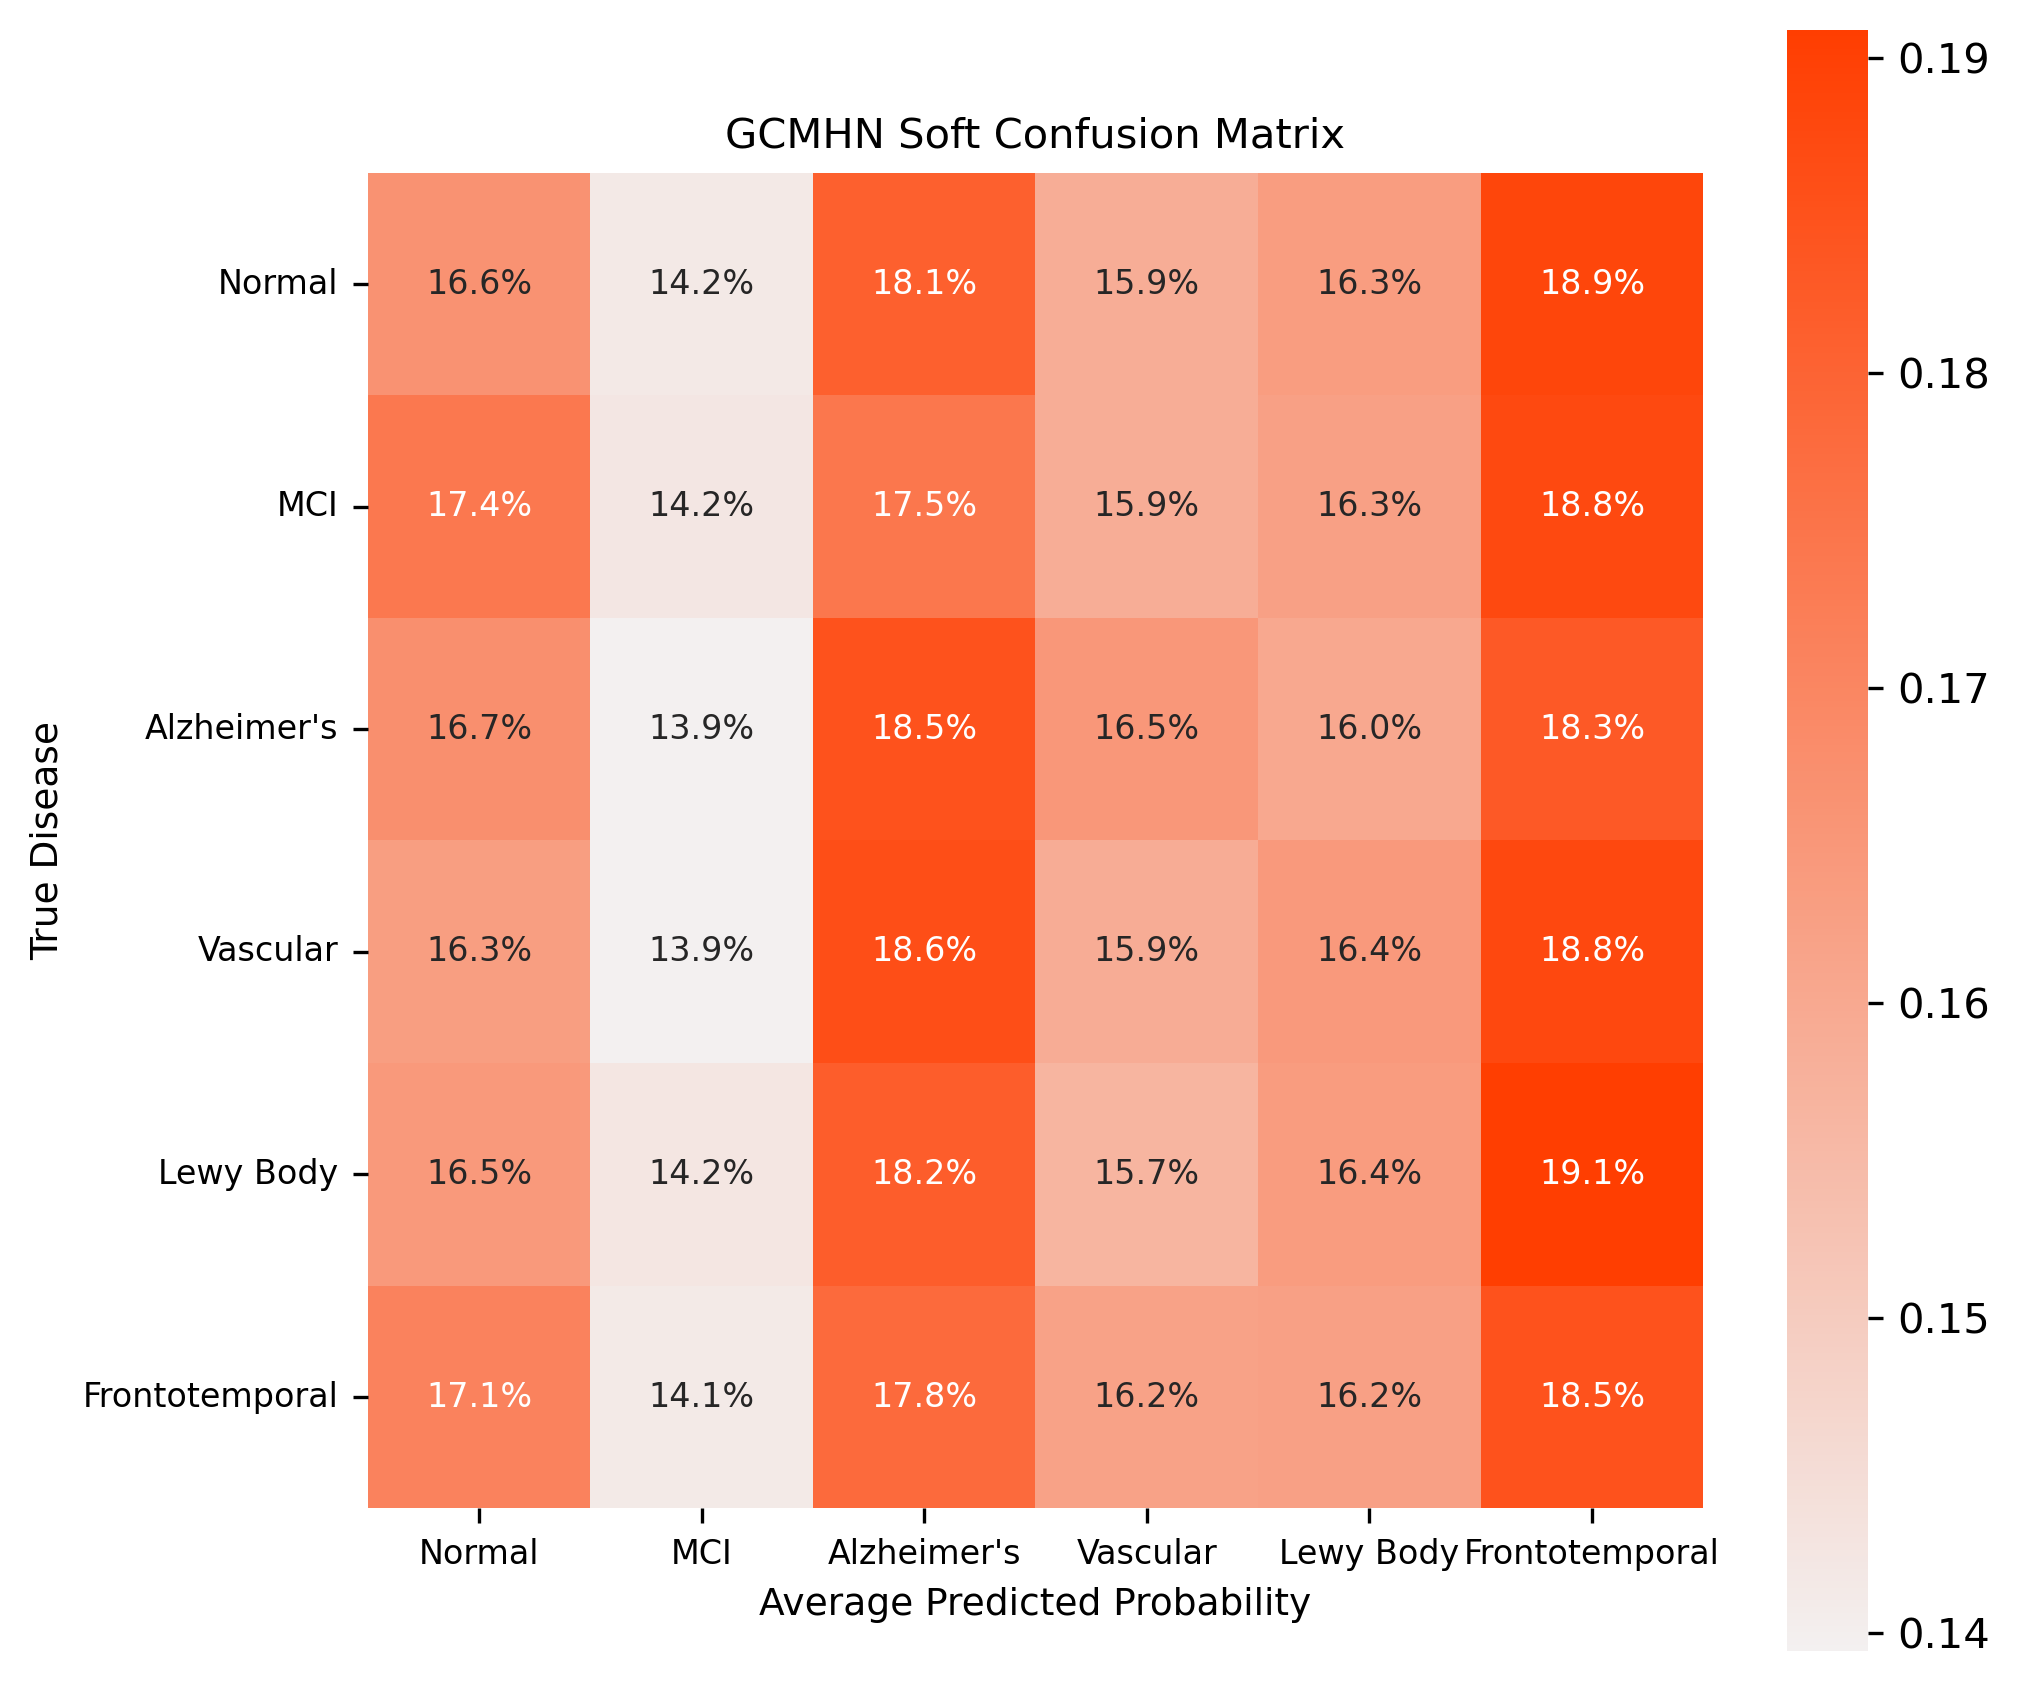 GCMHN Soft Confusion Matrix
True Disease
Normal 16.6% 14.2% 18.1% 15.9% 16.3% 18.9%
MCI 17.4% 14.2% 17.5% 15.9% 16.3% 18.8%
Alzheimer's 16.7% 13.9% 18.5% 16.5% 16.0% 18.3%
Vascular 16.3% 13.9% 18.6% 15.9% 16.4% 18.8%
Lewy Body 16.5% 14.2% 18.2% 15.7% 16.4% 19.1%
Frontotemporal 17.1% 14.1% 17.8% 16.2% 16.2% 18.5%
Normal MCI Alzheimer's Vascular Lewy Body Frontotemporal
Average Predicted Probability
0.19
0.18
0.17
0.16
0.15
0.14